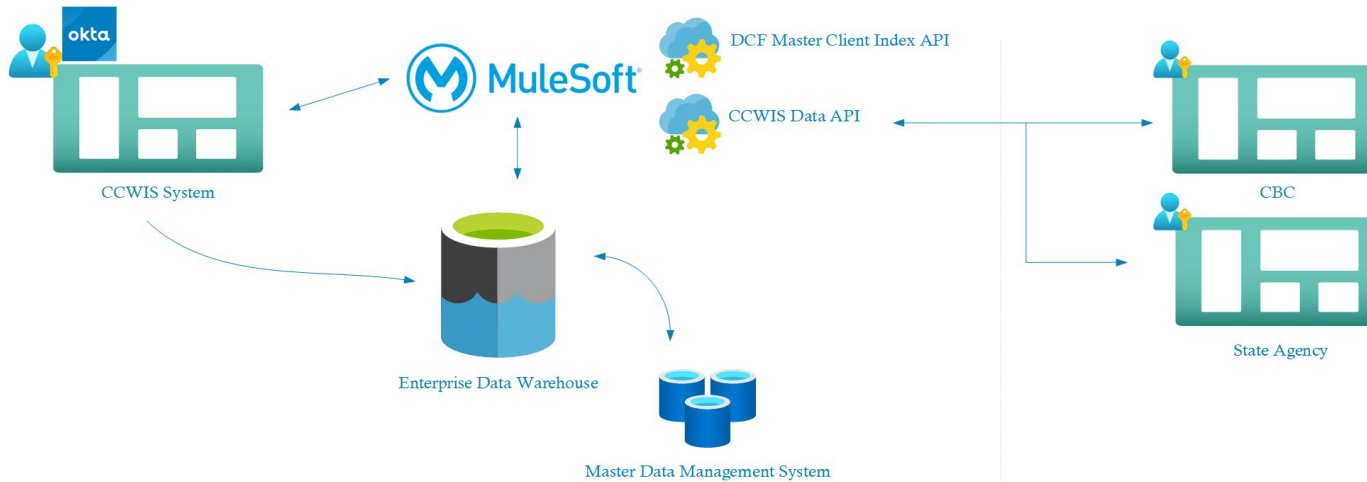 okta
MuleSoft
DCF Master Client Index API
CCWIS Data API
CCWIS System
CBC
State Agency
Enterprise Data Warehouse
Master Data Management System